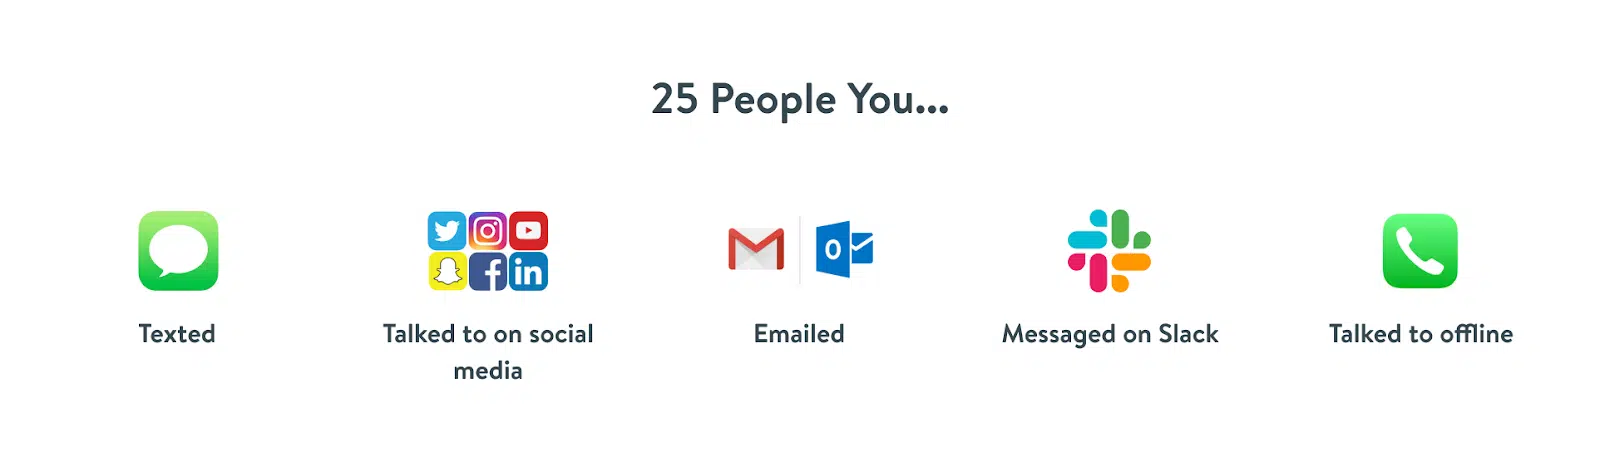 25 People You...
Texted
Talked to on social
media
Emailed
Messaged on Slack
Talked to offline